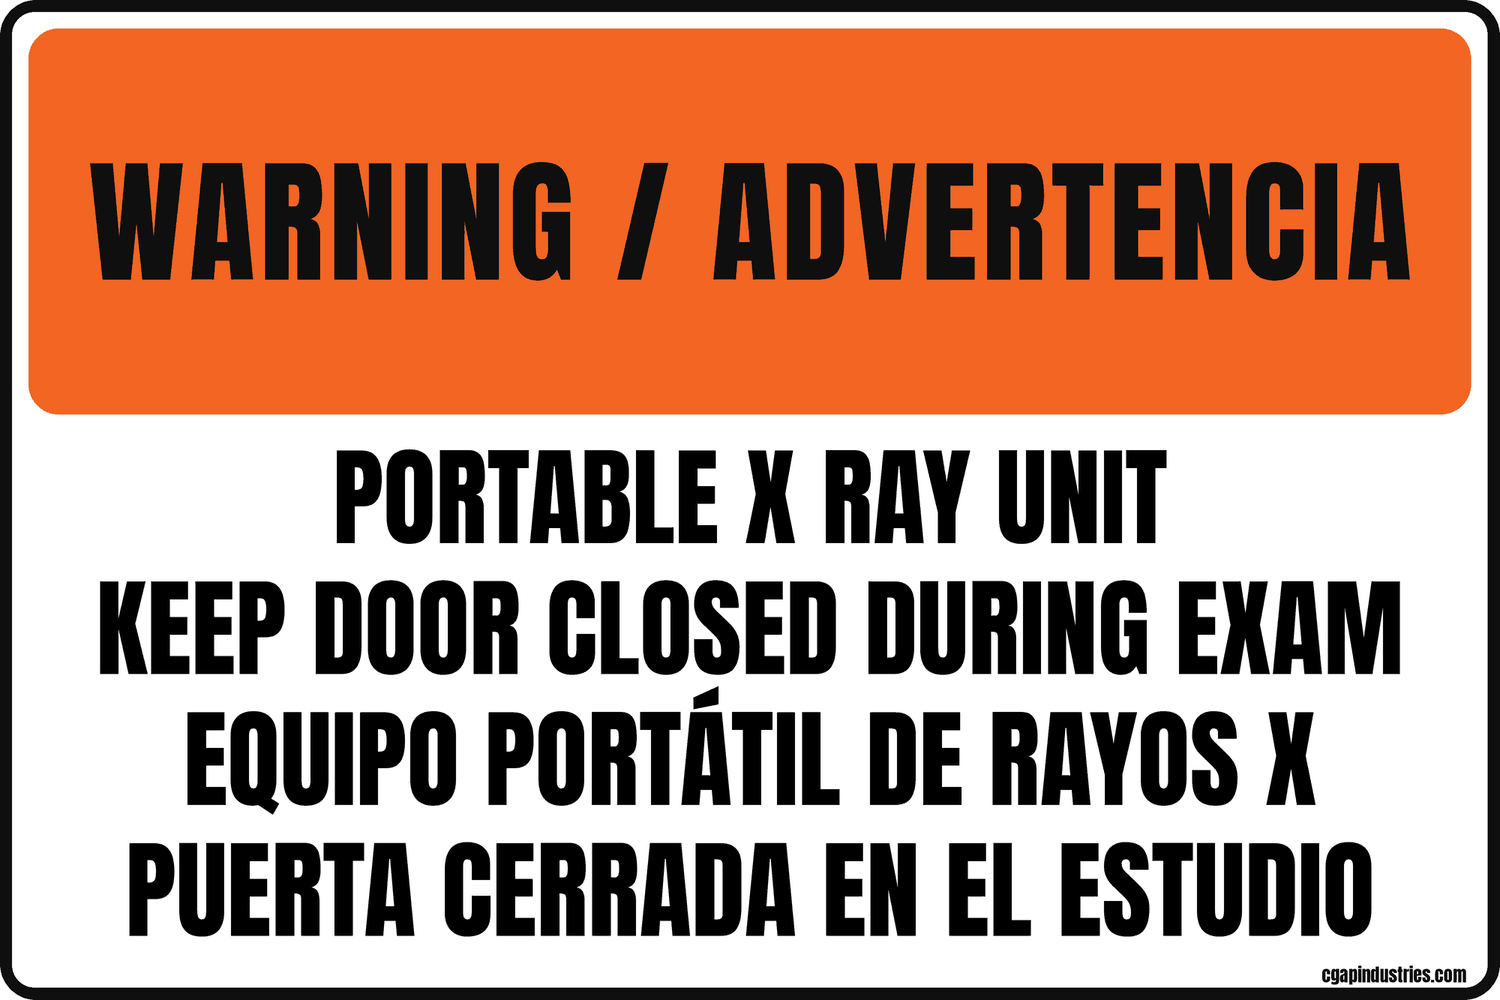 WARNING / ADVERTENCIA
PORTABLE X RAY UNIT
KEEP DOOR CLOSED DURING EXAM
EQUIPO PORTÁTIL DE RAYOS X
PUERTA CERRADA EN EL ESTUDIO
cgapindustries.com